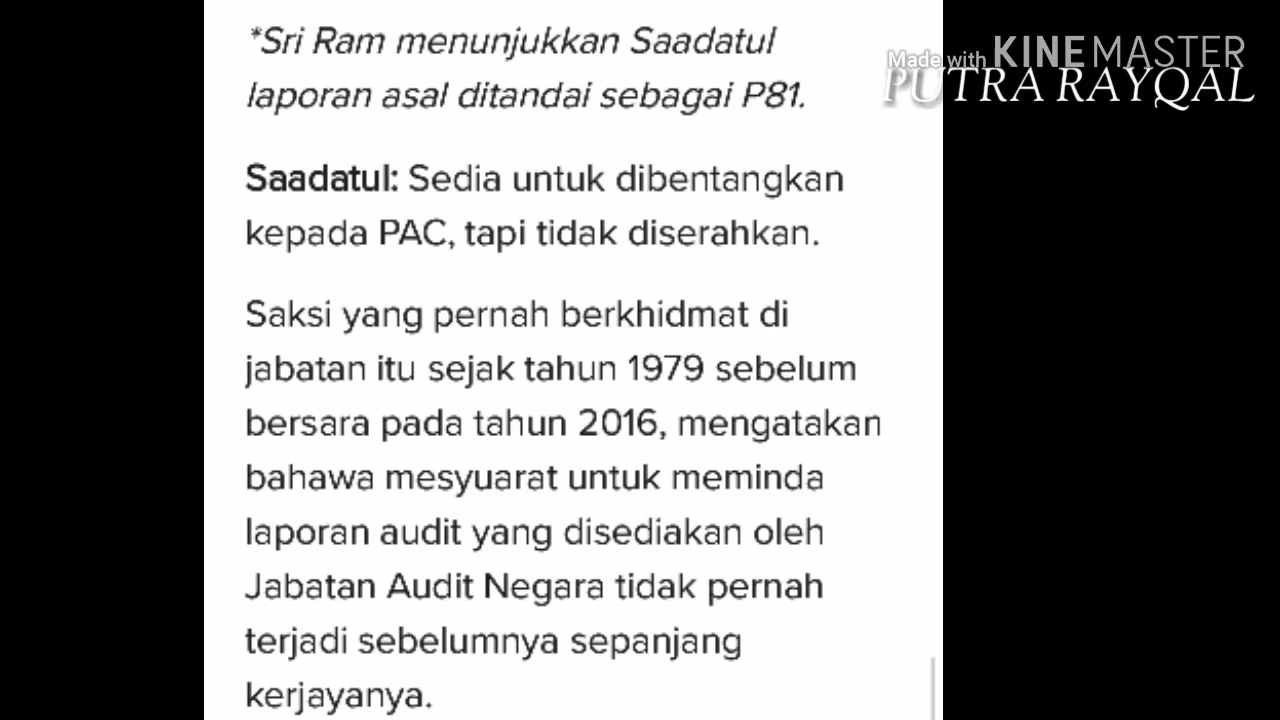 *Sri Ram menunjukkan Saadatul
laporan asal ditandai sebagai P81.
Made with KINEMASTER
PUTRA RAYQAL
Saadatul: Sedia untuk dibentangkan
kepada PAC, tapi tidak diserahkan.
Saksi yang pernah berkhidmat di
jabatan itu sejak tahun 1979 sebelum
bersara pada tahun 2016, mengatakan
bahawa mesyuarat untuk meminda
laporan audit yang disediakan oleh
Jabatan Audit Negara tidak pernah
terjadi sebelumnya sepanjang
kerjayanya.